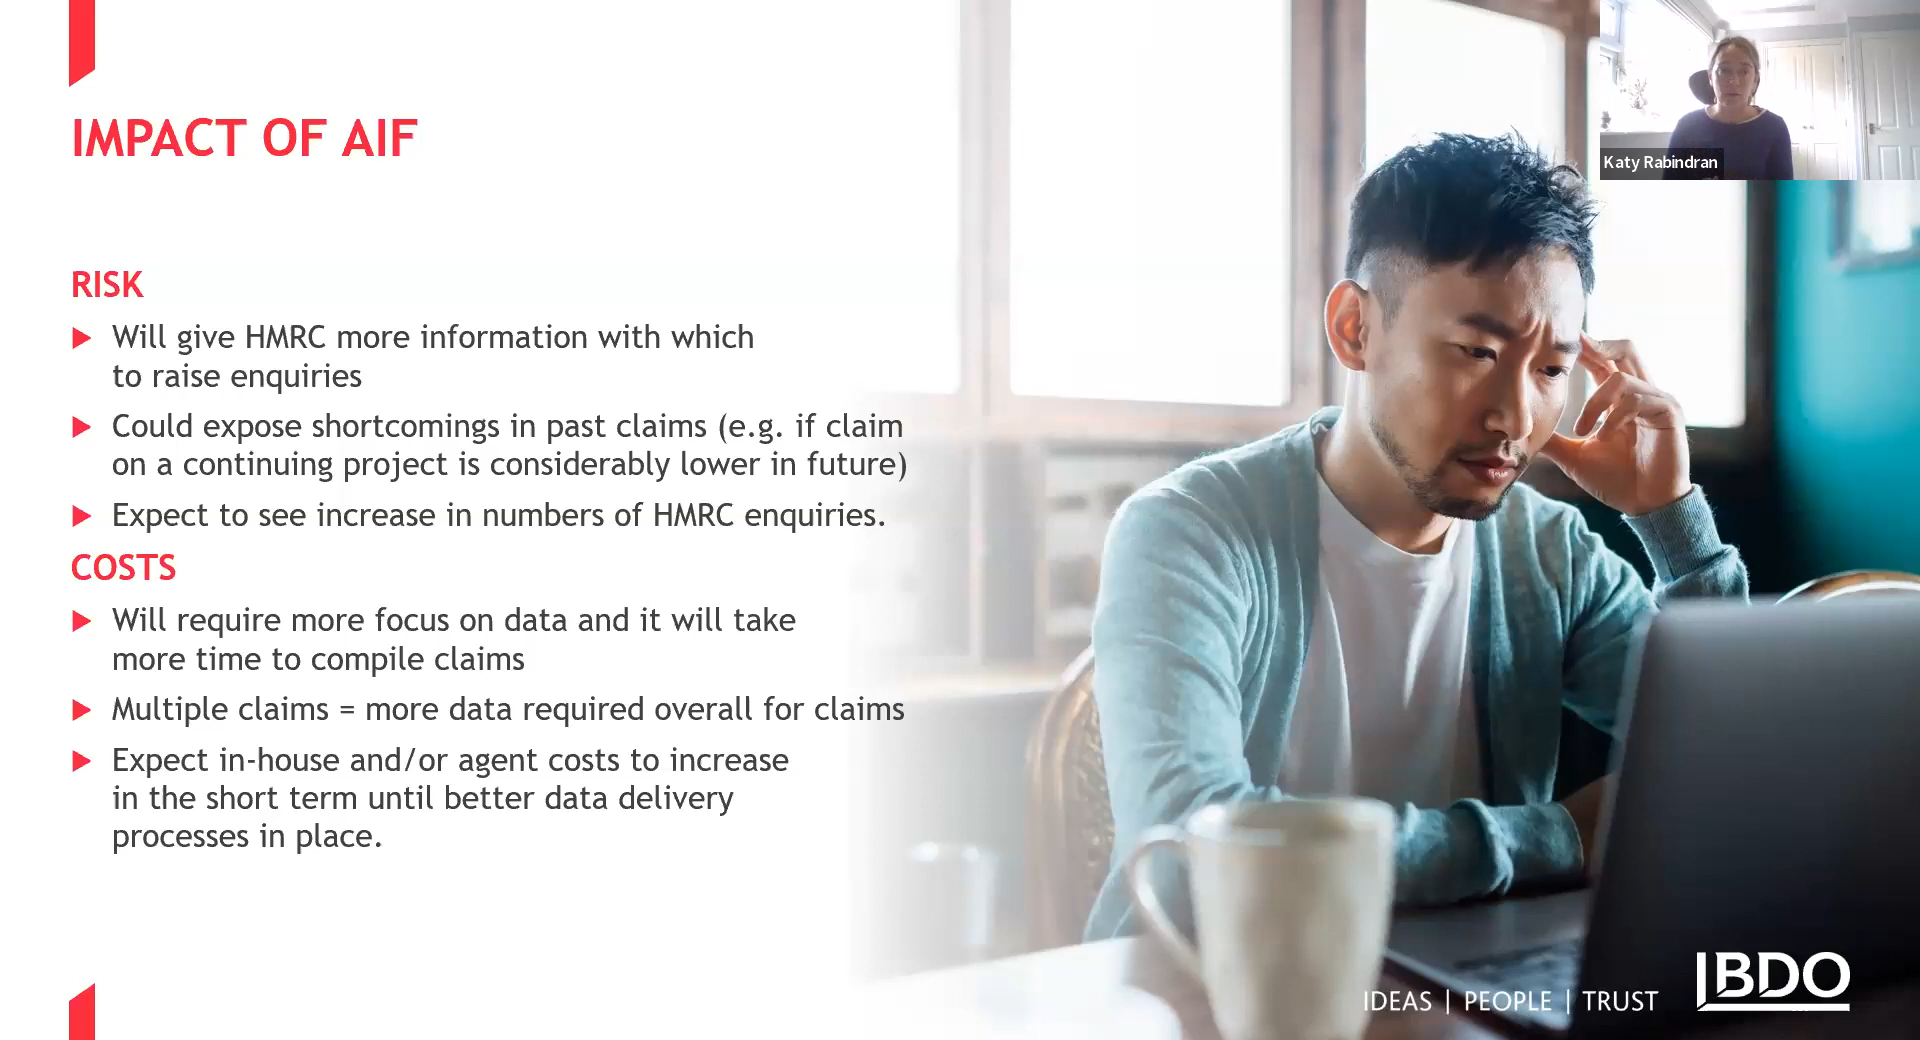 IMPACT OF AIF
Katy Rabindran
RISK
Will give HMRC more information with which
to raise enquiries
Could expose shortcomings in past claims (e.g. if claim
on a continuing project is considerably lower in future)
Expect to see increase in numbers of HMRC enquiries.
COSTS
Will require more focus on data and it will take
more time to compile claims
Multiple claims = more data required overall for claims
Expect in-house and/or agent costs to increase
in the short term until better data delivery
processes in place.
IDEAS | PEOPLE | TRUST
BDO